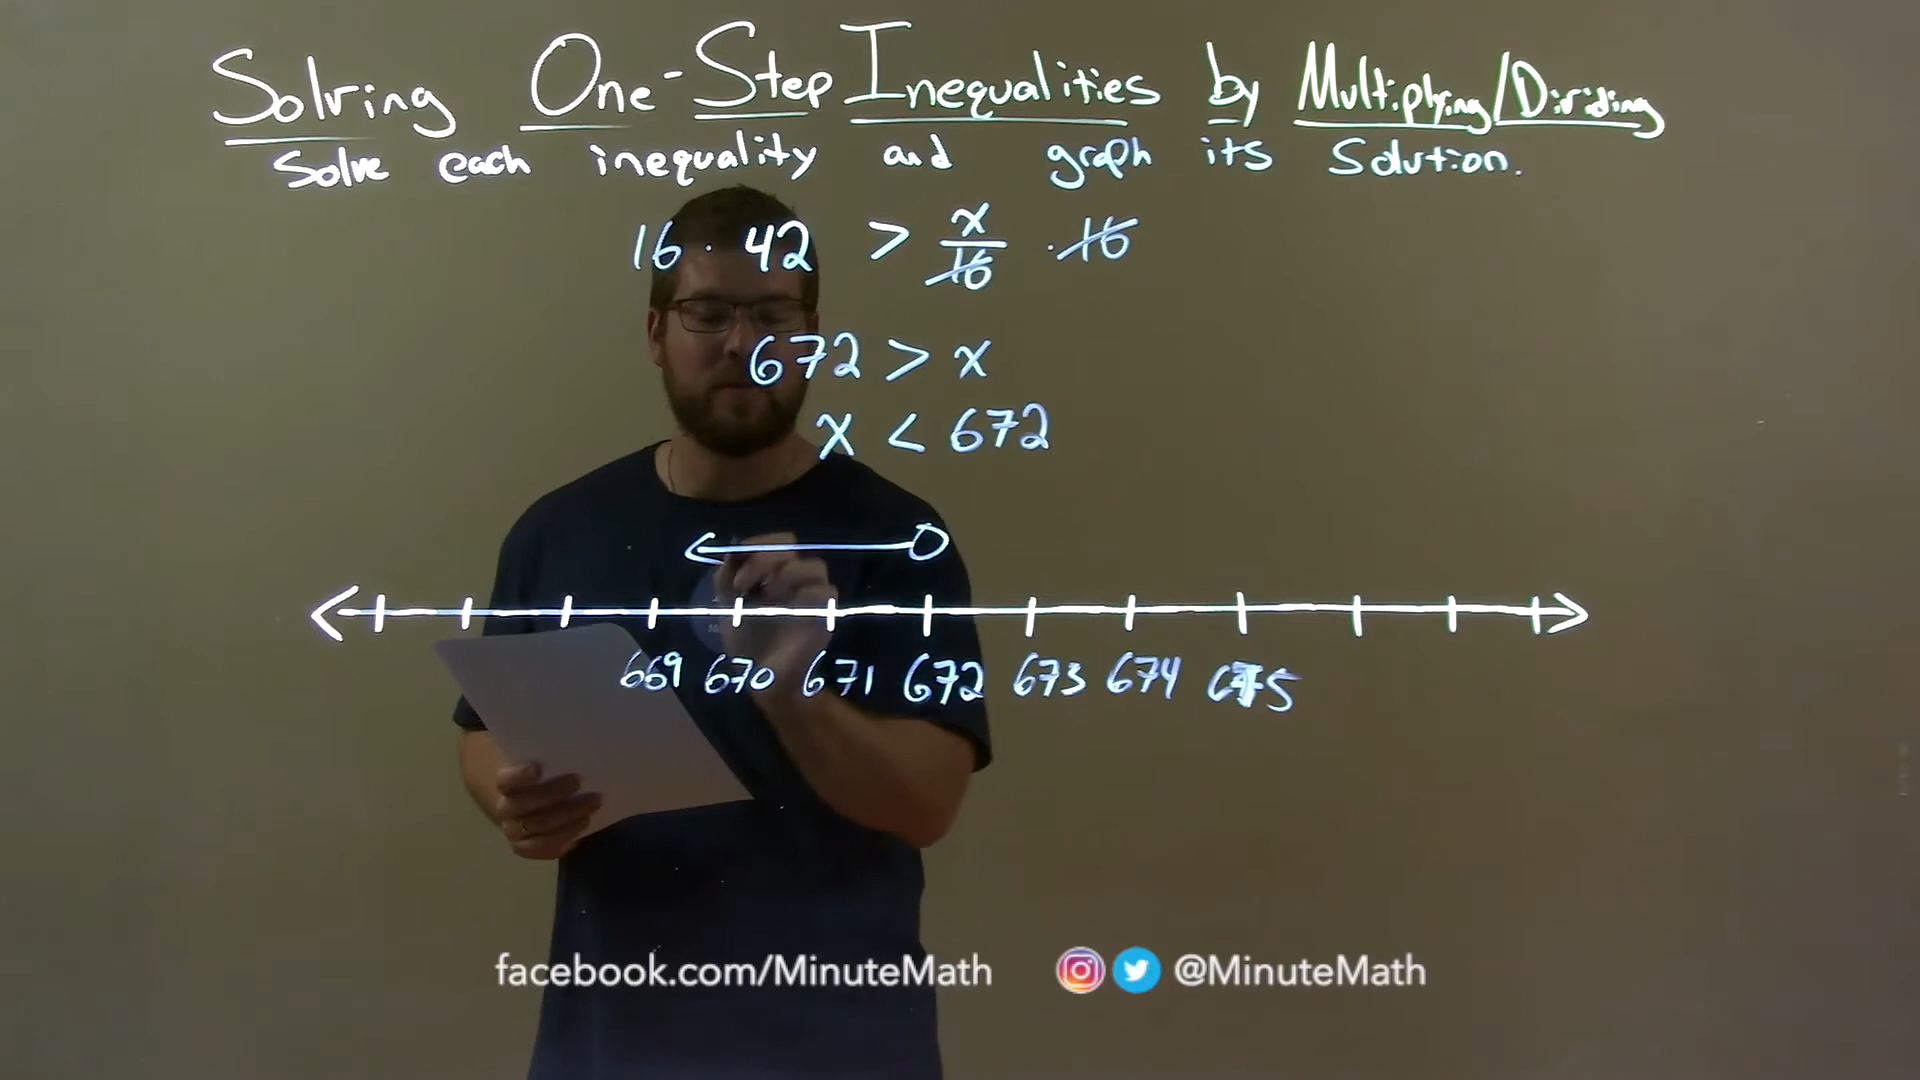 Solving One-Step Inequalities by Multiplying/Dividing
Solve each inequality and graph its solution.
16 · 42 > x/16 · 16
672 > x
x < 672
669 670 671 672 673 674 675
facebook.com/MinuteMath @MinuteMath